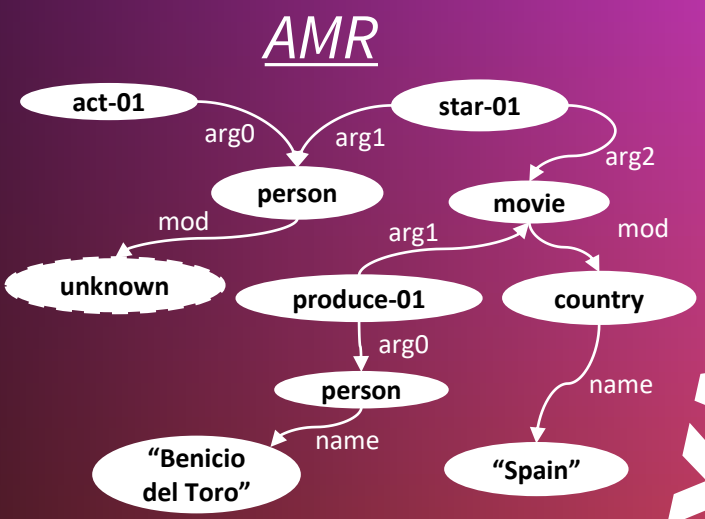 AMR
act-01
star-01
arg0
arg1
arg2
person
movie
mod
arg1
mod
unknown
produce-01
country
arg0
person
name
name
“Benicio
del Toro”
“Spain”